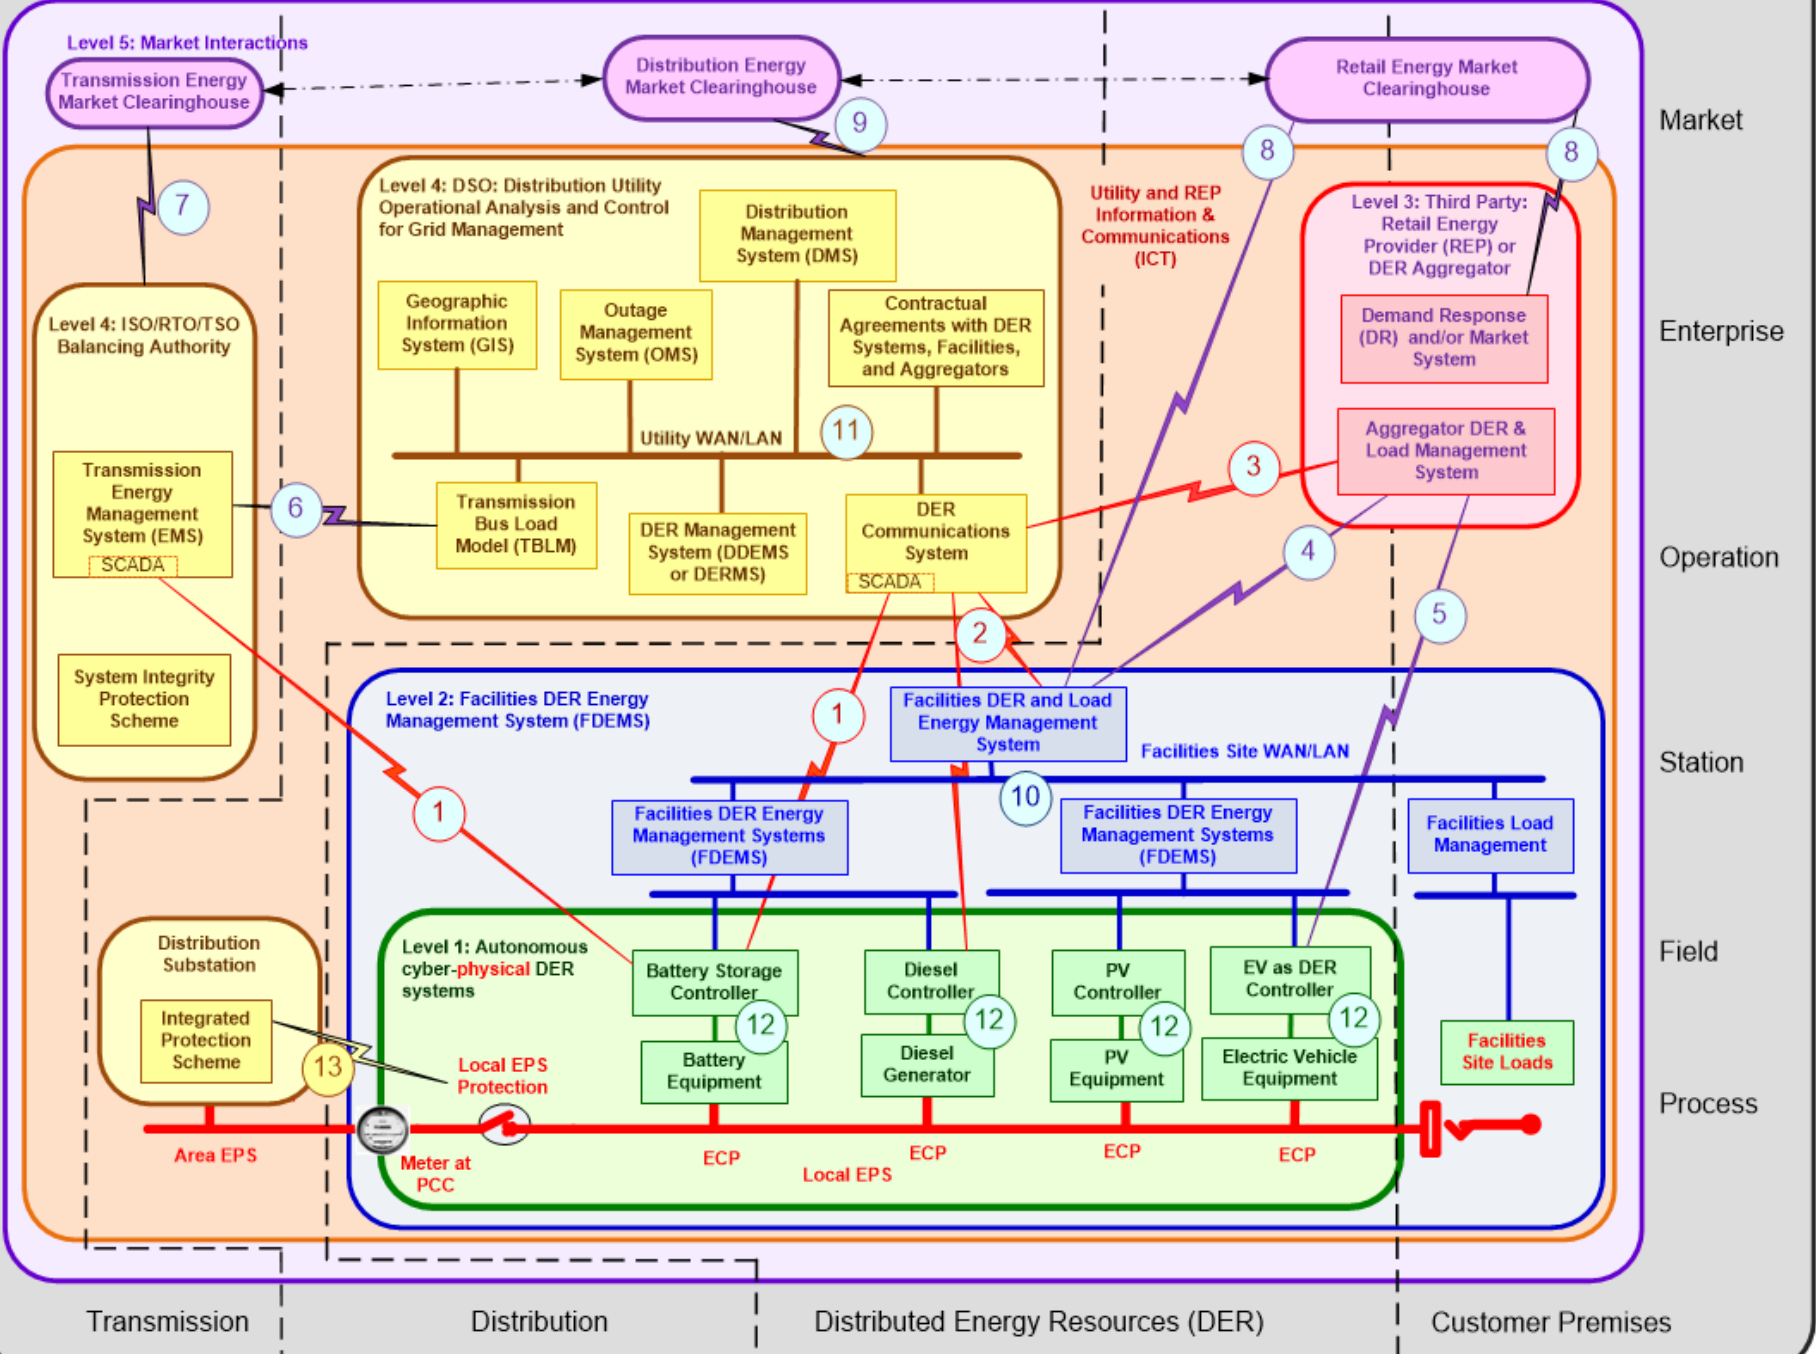 Level 5: Market Interactions
Transmission Energy
Market Clearinghouse
Distribution Energy
Market Clearinghouse
Retail Energy Market
Clearinghouse
Market
9
8
8
7
Level 4: DSO: Distribution Utility
Operational Analysis and Control
for Grid Management
Distribution
Management
System (DMS)
Utility and REP
Information &
Communications
(ICT)
Level 3: Third Party:
Retail Energy
Provider (REP) or
DER Aggregator
Geographic
Information
System (GIS)
Outage
Management
System (OMS)
Contractual
Agreements with DER
Systems, Facilities,
and Aggregators
Demand Response
(DR) and/or Market
System
Enterprise
Level 4: ISO/RTO/TSO
Balancing Authority
Utility WAN/LAN
11
Aggregator DER &
Load Management
System
3
Transmission
Energy
Management
System (EMS)
SCADA
6
Transmission
Bus Load
Model (TBLM)
DER Management
System (DDEMS
or DERMS)
DER
Communications
System
SCADA
4
Operation
5
2
System Integrity
Protection
Scheme
Level 2: Facilities DER Energy
Management System (FDEMS)
1
Facilities DER and Load
Energy Management
System
Facilities Site WAN/LAN
Station
1
10
Facilities DER Energy
Management Systems
(FDEMS)
Facilities DER Energy
Management Systems
(FDEMS)
Facilities Load
Management
Distribution
Substation
Level 1: Autonomous
cyber-physical DER
systems
Battery Storage
Controller
Diesel
Controller
PV
Controller
EV as DER
Controller
Field
12
12
12
12
Integrated
Protection
Scheme
13
Local EPS
Protection
Battery
Equipment
Diesel
Generator
PV
Equipment
Electric Vehicle
Equipment
Facilities
Site Loads
Process
Area EPS
Meter at
PCC
ECP
Local EPS
ECP
ECP
ECP
Transmission
Distribution
Distributed Energy Resources (DER)
Customer Premises